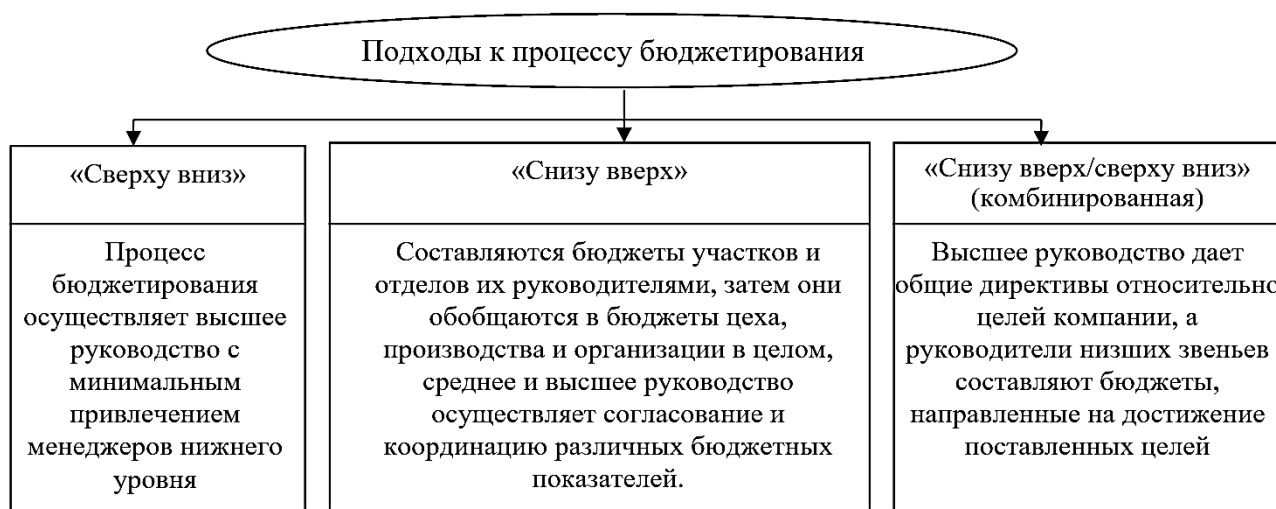 Подходы к процессу бюджетирования
«Сверху вниз»
Процесс
бюджетирования
осуществляет высшее
руководство с
минимальным
привлечением
менеджеров нижнего
уровня
«Снизу вверх»
Составляются бюджеты участков и
отделов их руководителями, затем они
обобщаются в бюджеты цеха,
производства и организации в целом,
среднее и высшее руководство
осуществляет согласование и
координацию различных бюджетных
показателей.
«Снизу вверх/сверху вниз»
(комбинированная)
Высшее руководство дает
общие директивы относительно
целей компании, а
руководители низших звеньев
составляют бюджеты,
направленные на достижение
поставленных целей